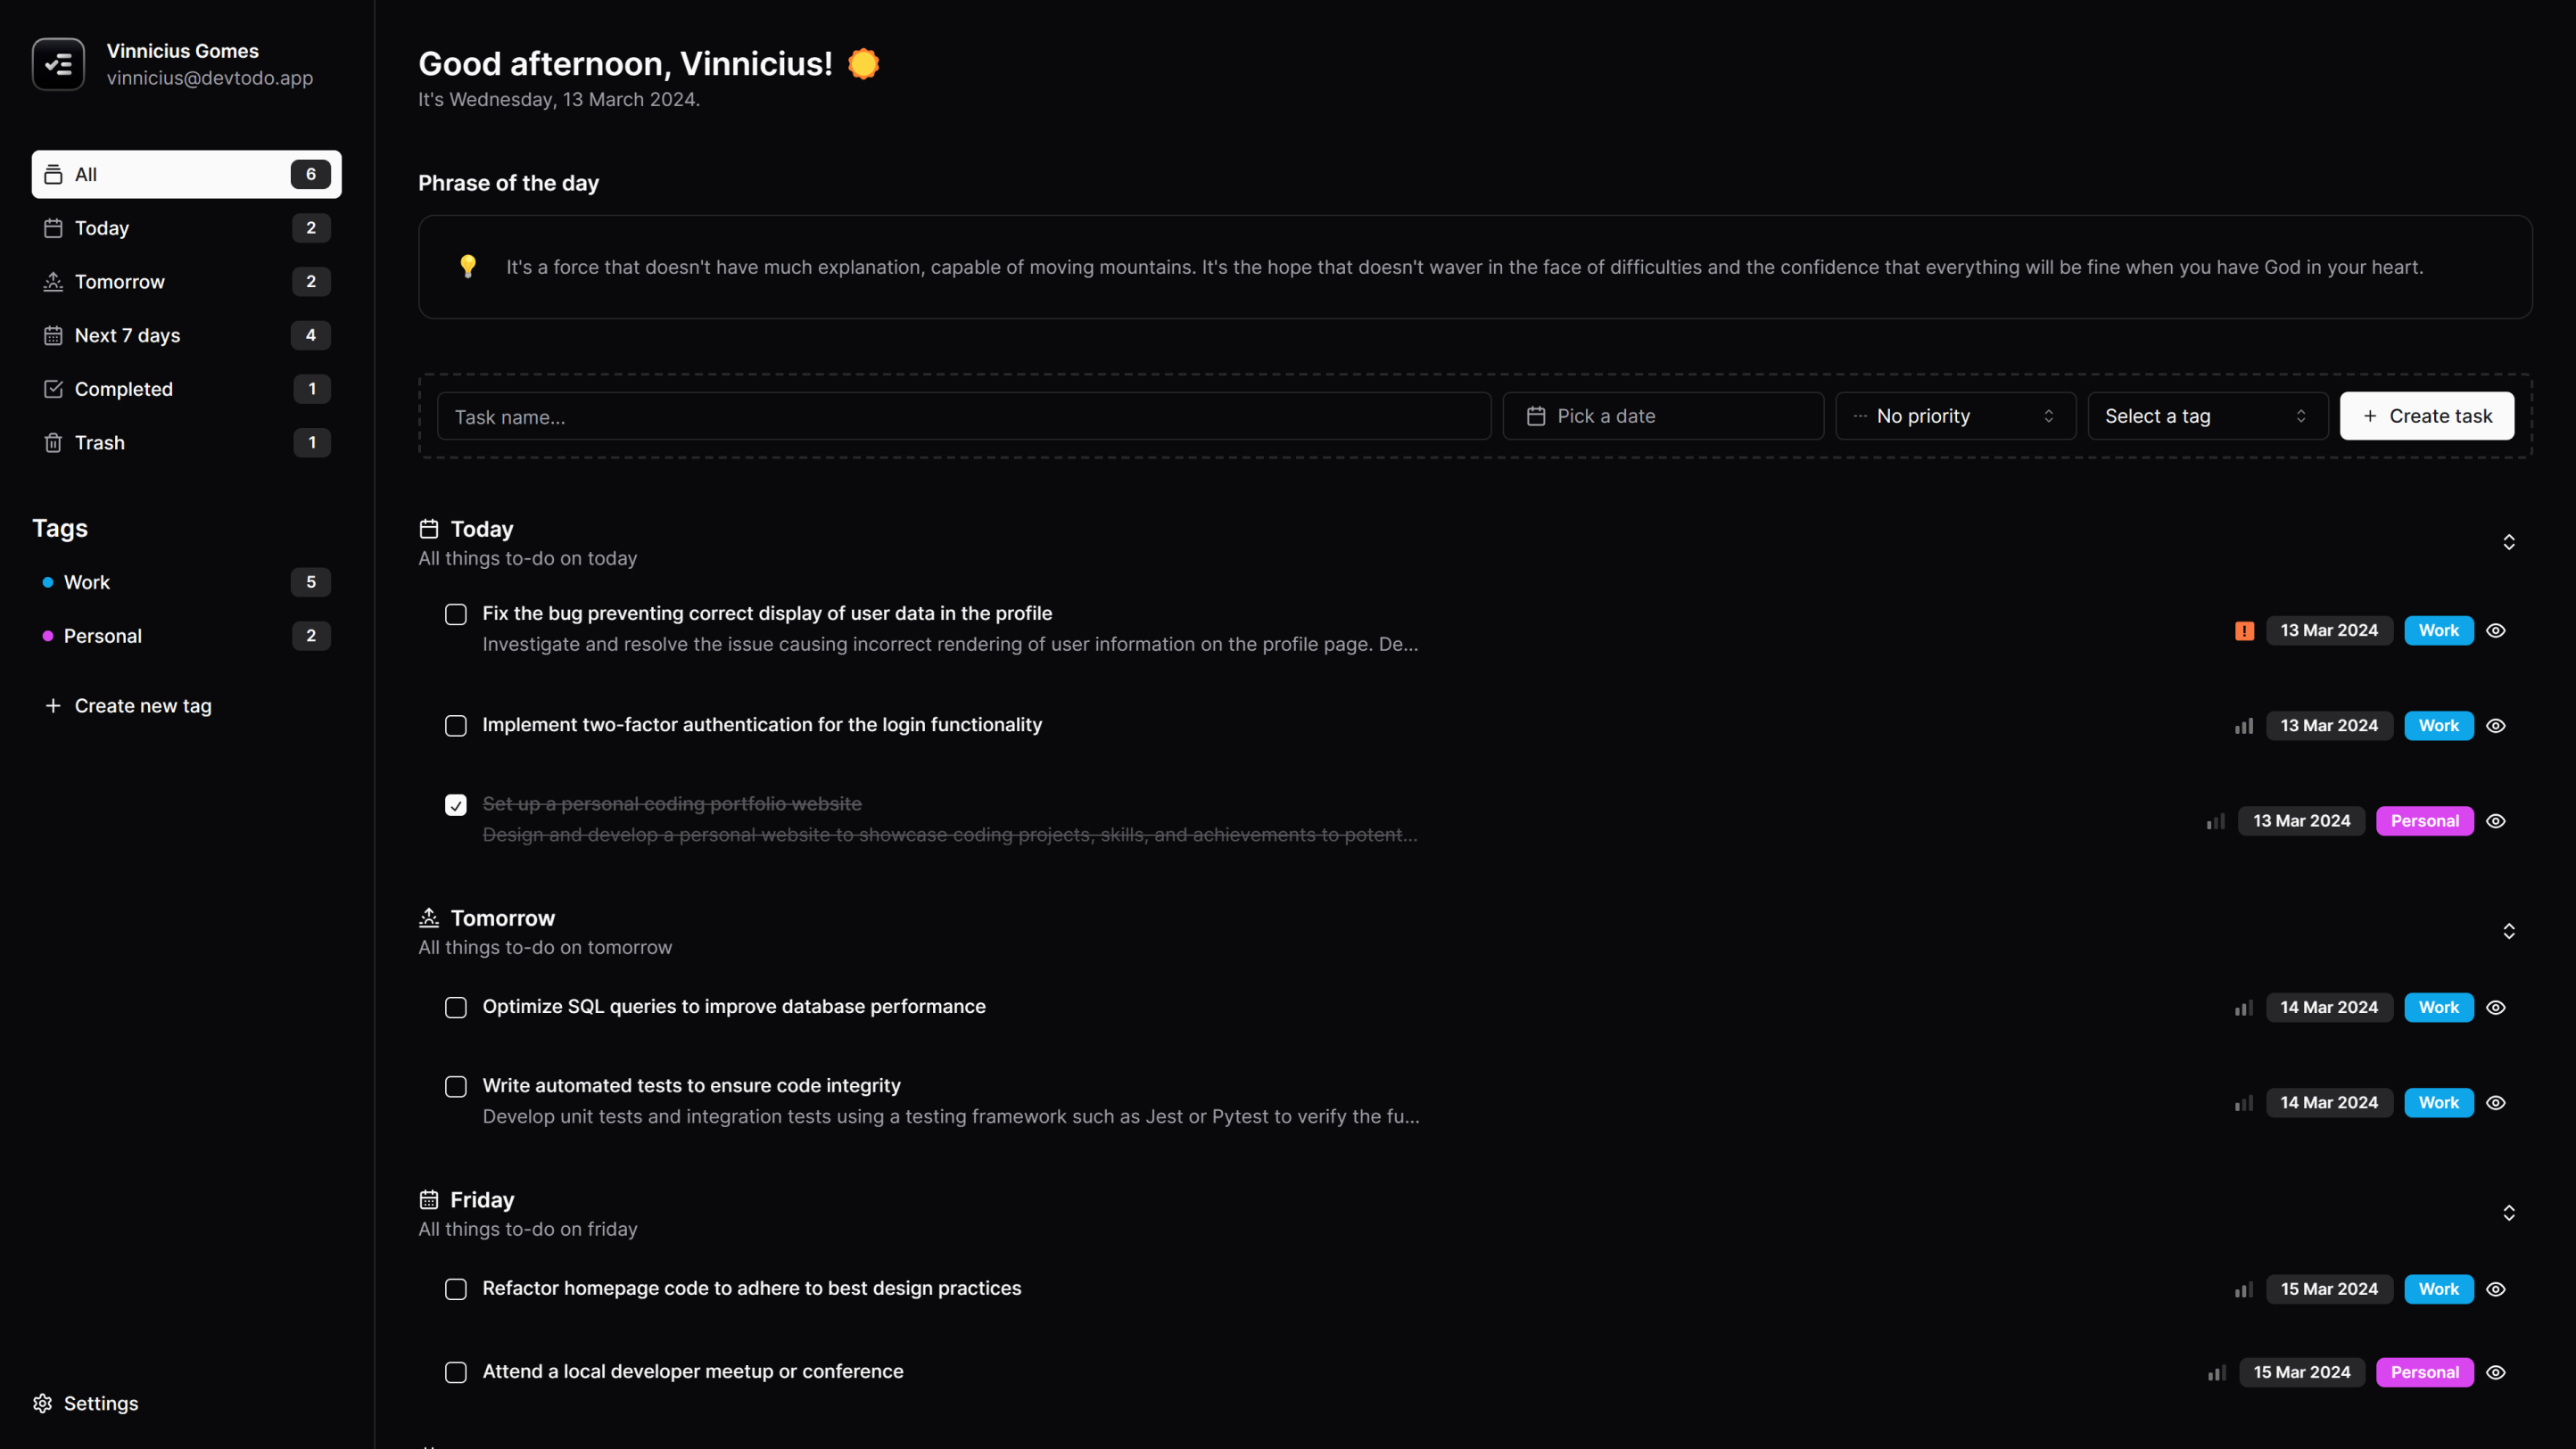 Vinnicius Gomes
vinnicius@devtodo.app
All 6
Today 2
Tomorrow 2
Next 7 days 4
Completed 1
Trash 1
Tags
Work 5
Personal 2
Create new tag
Settings
Good afternoon, Vinnicius!
It's Wednesday, 13 March 2024.
Phrase of the day
It's a force that doesn't have much explanation, capable of moving mountains. It's the hope that doesn't waver in the face of difficulties and the confidence that everything will be fine when you have God in your heart.
Task name... Pick a date No priority Select a tag Create task
Today
All things to-do on today
Fix the bug preventing correct display of user data in the profile
Investigate and resolve the issue causing incorrect rendering of user information on the profile page. De...
13 Mar 2024 Work
Implement two-factor authentication for the login functionality
13 Mar 2024 Work
Set up a personal coding portfolio website
Design and develop a personal website to showcase coding projects, skills, and achievements to potent...
13 Mar 2024 Personal
Tomorrow
All things to-do on tomorrow
Optimize SQL queries to improve database performance
14 Mar 2024 Work
Write automated tests to ensure code integrity
Develop unit tests and integration tests using a testing framework such as Jest or Pytest to verify the fu...
14 Mar 2024 Work
Friday
All things to-do on friday
Refactor homepage code to adhere to best design practices
15 Mar 2024 Work
Attend a local developer meetup or conference
15 Mar 2024 Personal